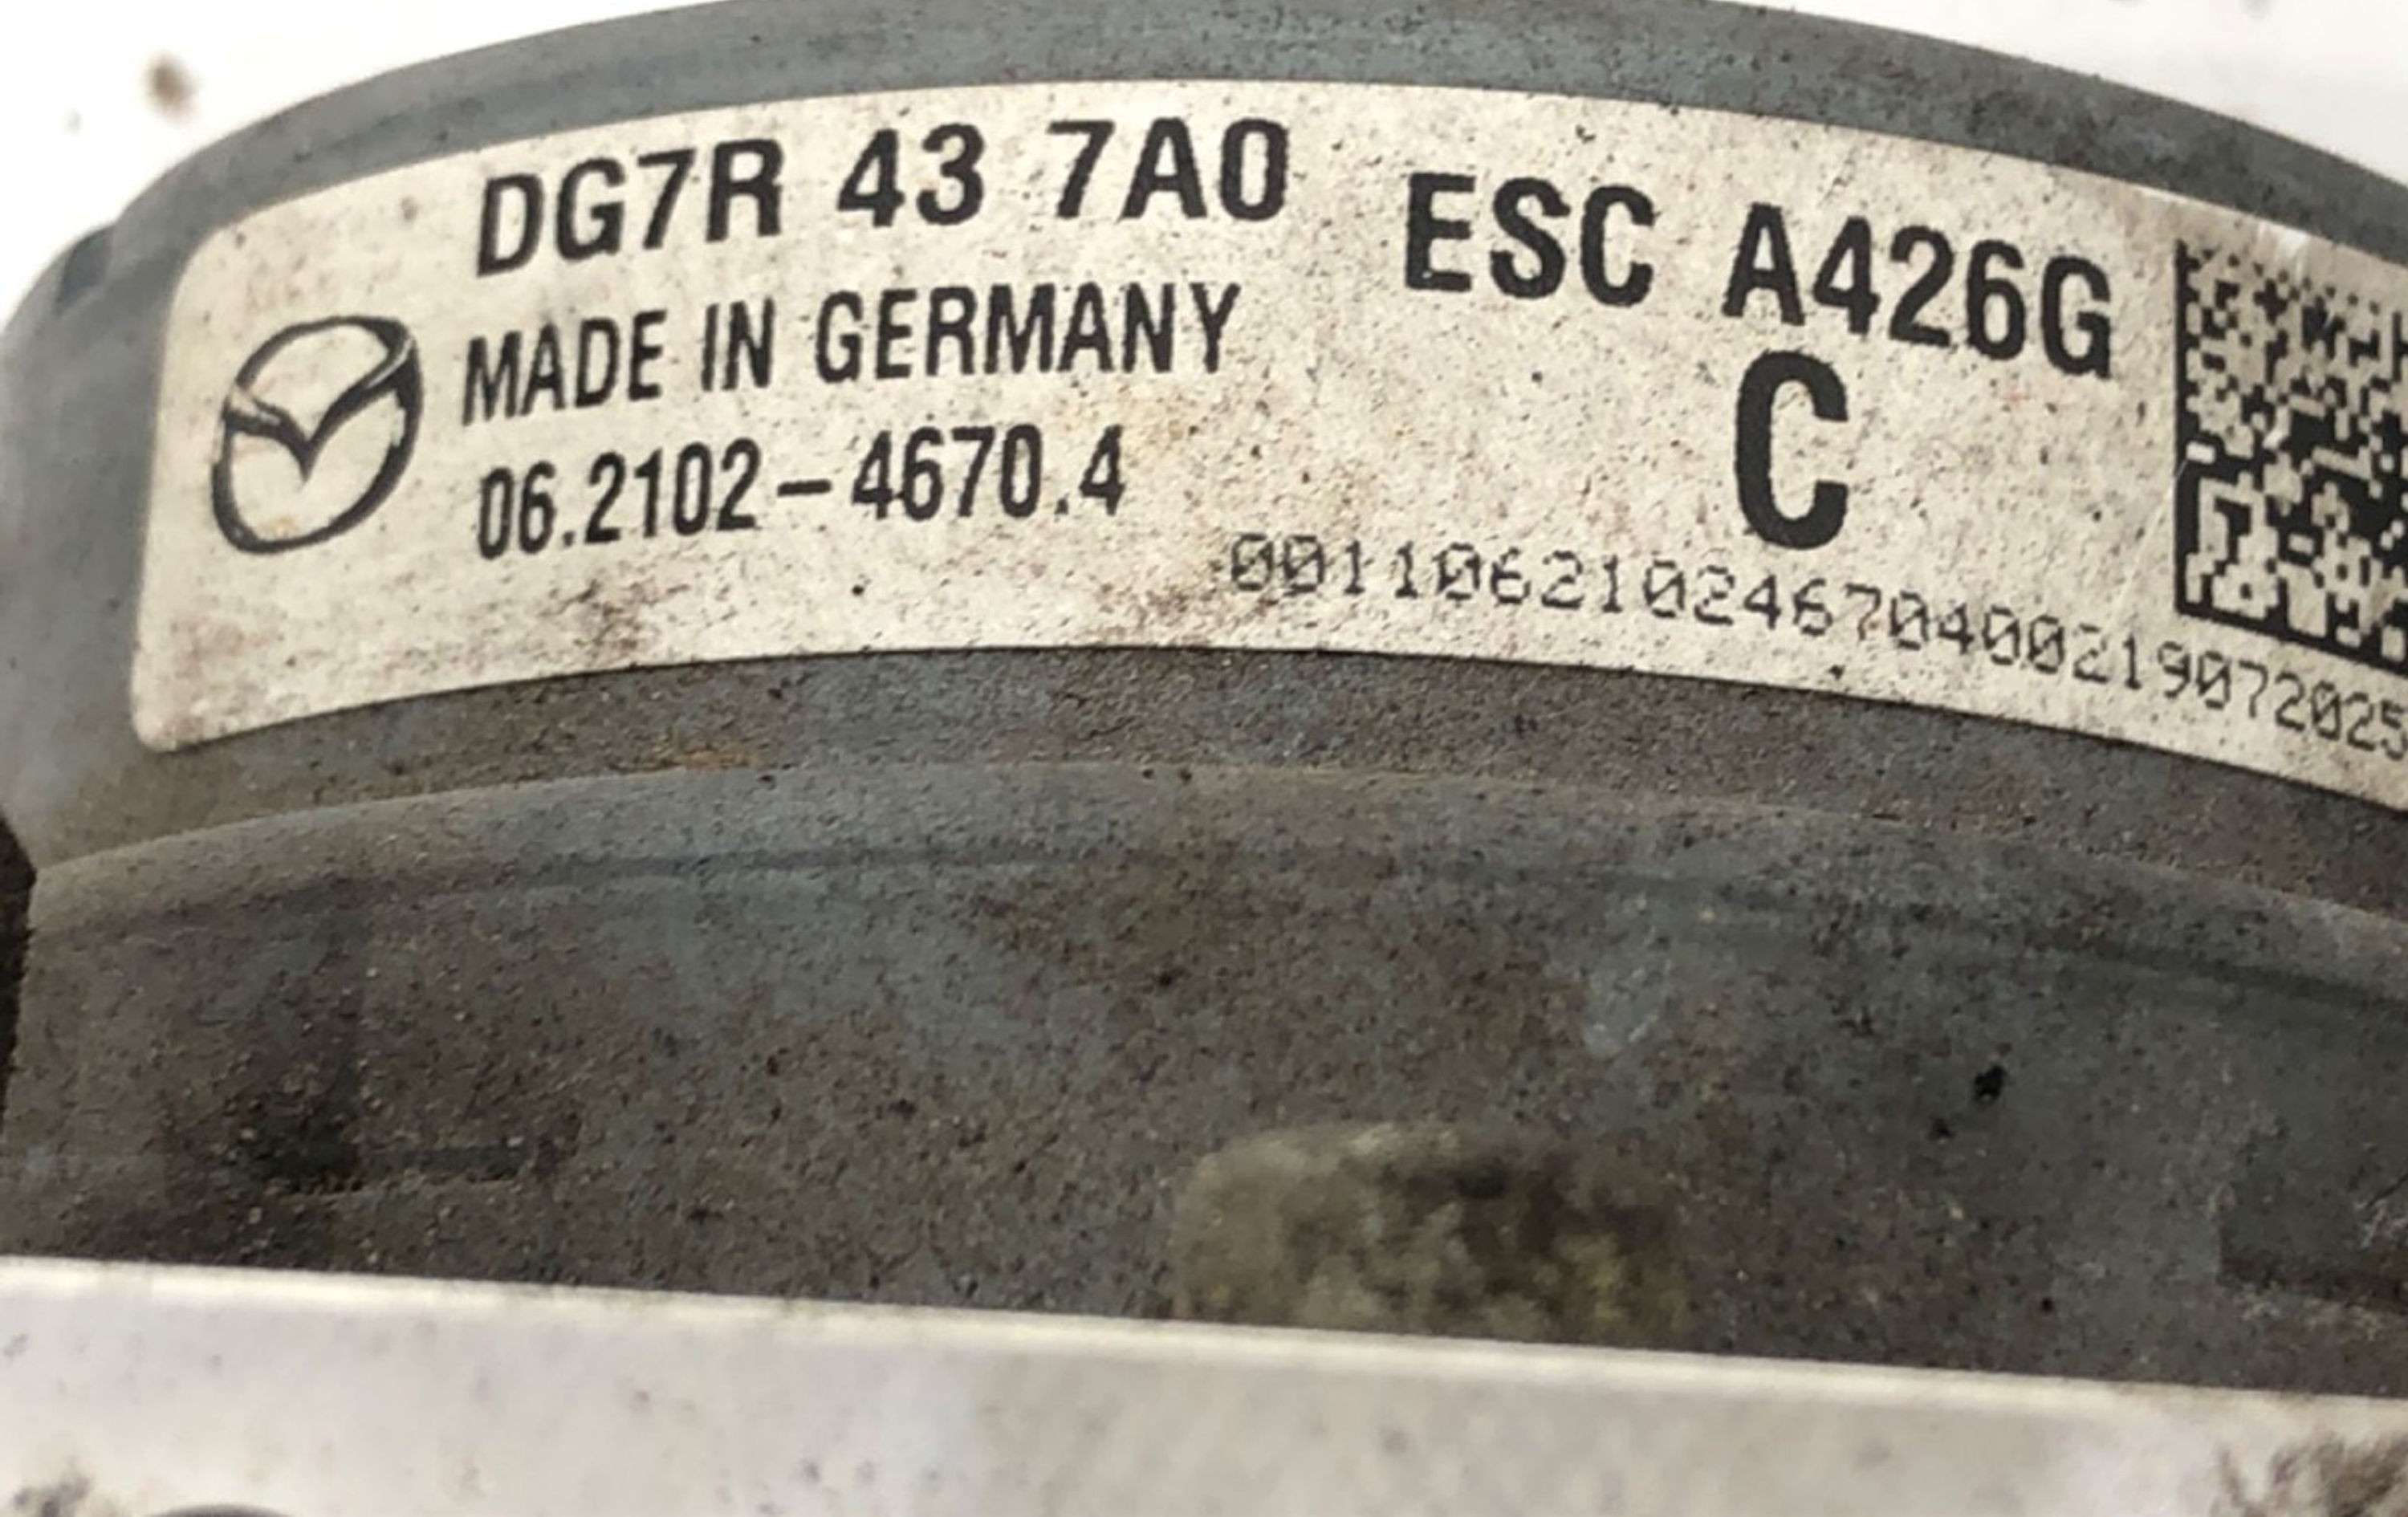 DG7R 43 7A0
MADE IN GERMANY
06.2102-4670.4
ESC A426G
C
00110621024670400219072025